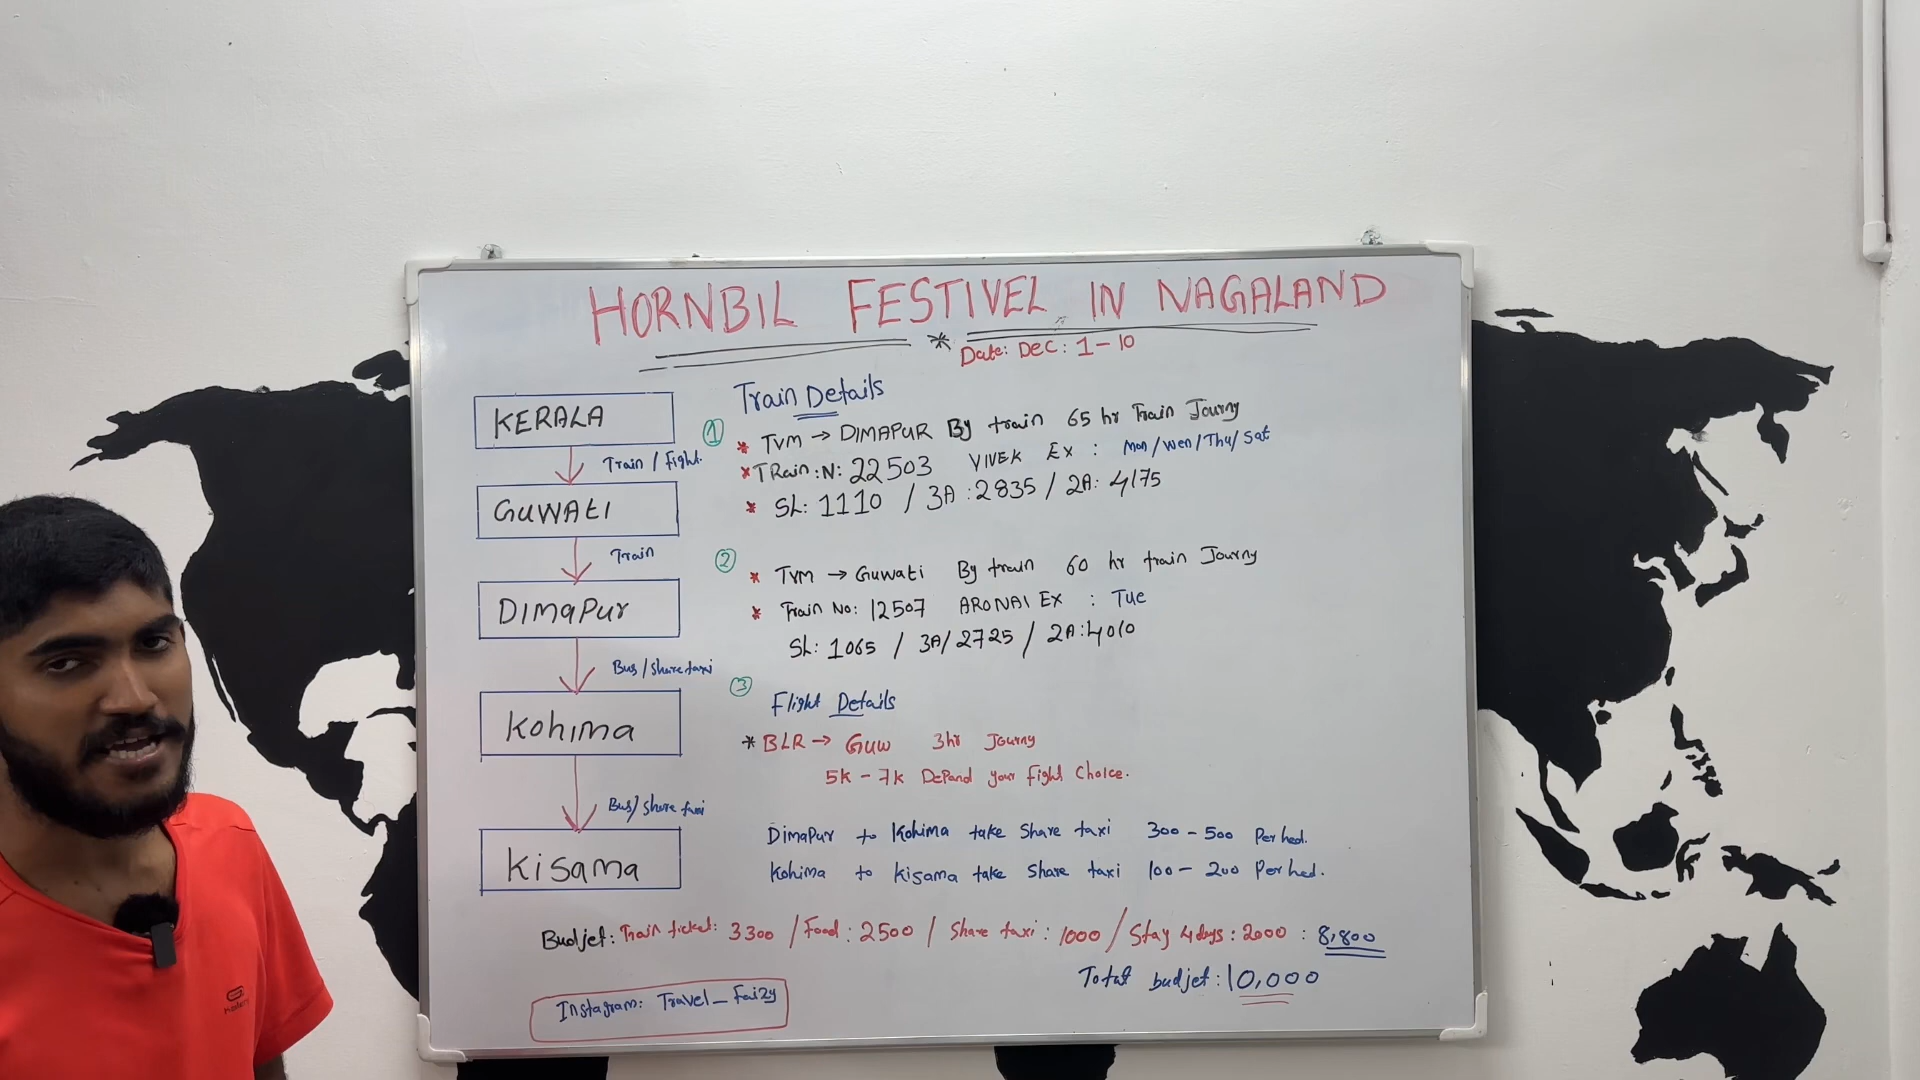 HORNBIL FESTIVEL IN NAGALAND
* Date: Dec: 1-10
KERALA
Train / Fight.
GUWAti
Train
DimaPur
Bus / Share taxi
Kohima
Bus/ Share taxi
Kisama
Train Details
① * TVM → DIMAPUR By train 65 hr Train Journy
* TRain: N: 22503 VIVEK Ex : Mon/Wen/Thu/Sat
* SL: 1110 / 3A : 2835 / 2A: 4175
② * TVM → Guwati By train 60 hr train Journy
* Train No: 12507 ARONAI EX : Tue
SL: 1065 / 3A/ 2725 / 2A: 4010
③ Flight Details
* BLR → Guw 3hr Journy
5k - 7k DePand your Fight Choice.
DimaPur to Kohima take Share taxi 300 - 500 Per hed.
Kohima to Kisama take Share taxi 100 - 200 Per hed.
Budjet: Train ticket: 3300 / Food: 2500 / Share taxi: 1000 / Stay 4days: 2000 : 8,800
Total budjet: 10,000
Instagram: Travel_Faizy